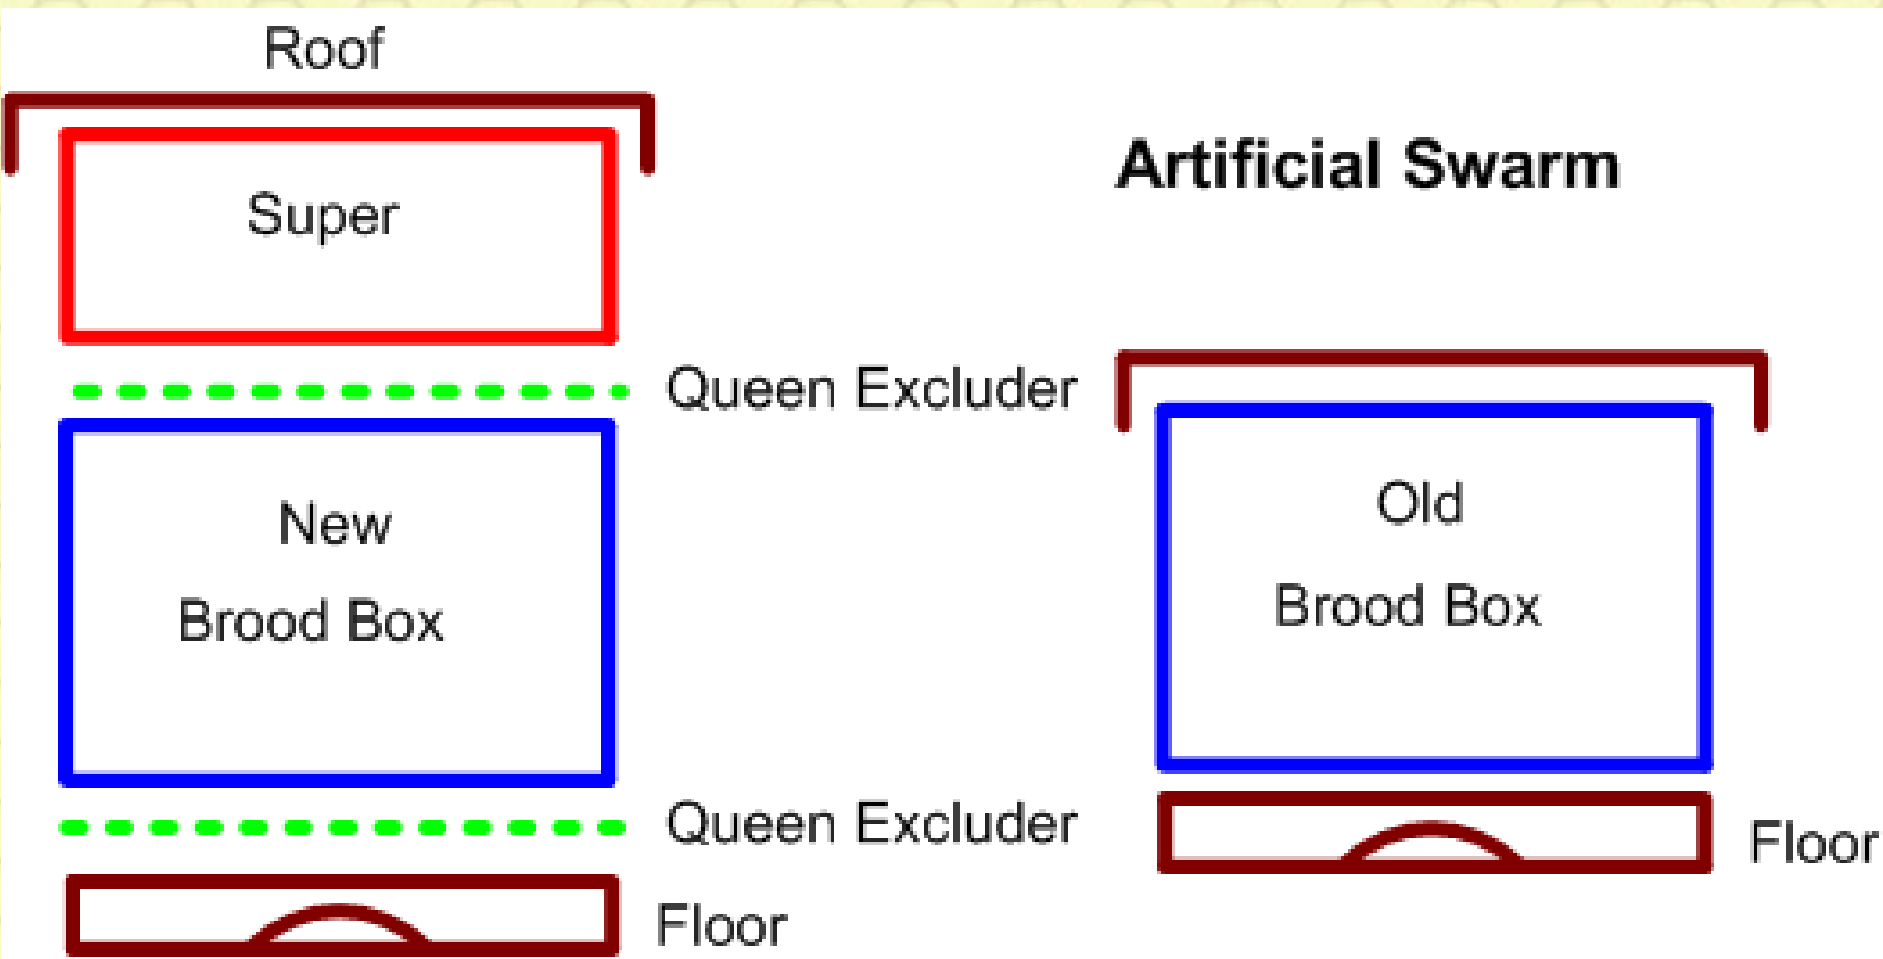 Roof
Artificial Swarm
Super
Queen Excluder
New
Brood Box
Old
Brood Box
Queen Excluder
Floor
Floor